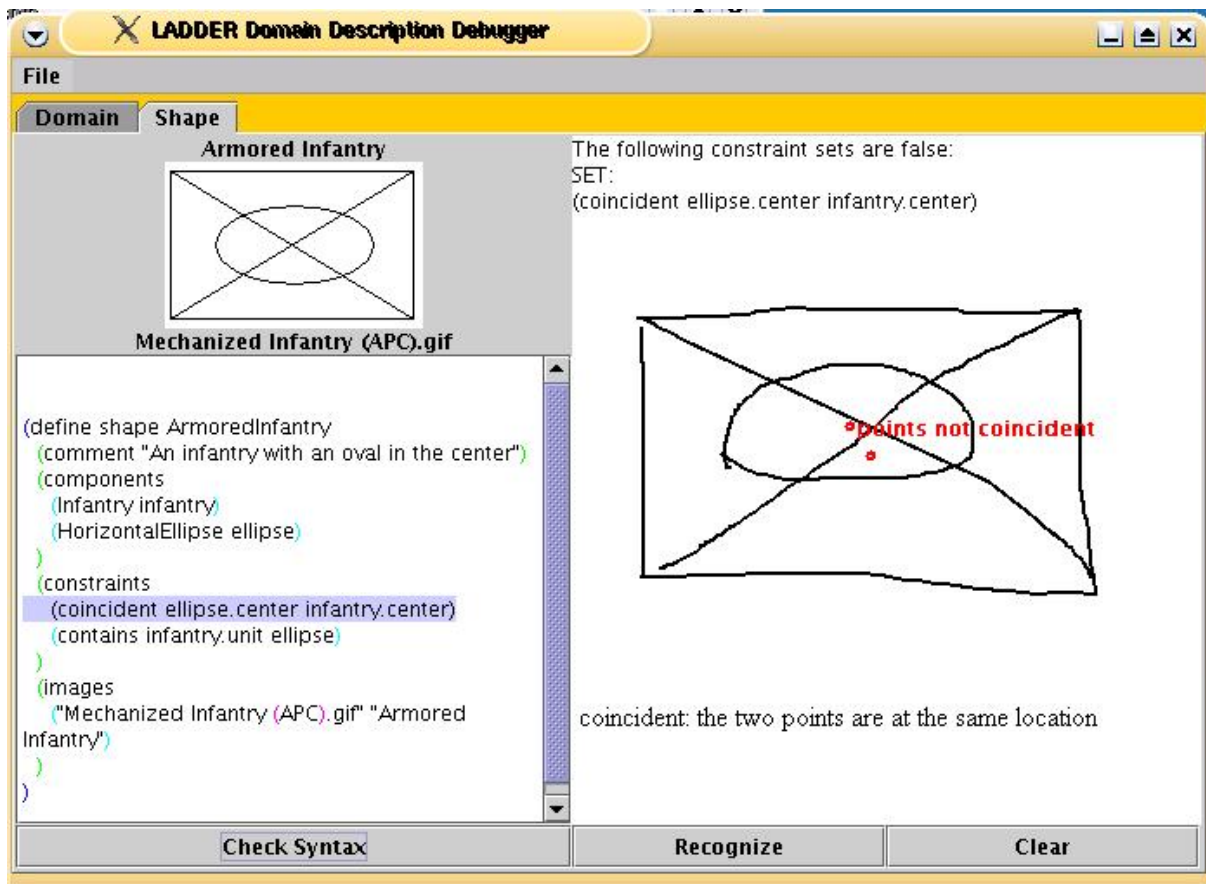 LADDER Domain Description Debugger
File
Domain
Shape
Armored Infantry
Mechanized Infantry (APC).gif
(define shape ArmoredInfantry
(comment "An infantry with an oval in the center")
(components
(Infantry infantry)
(HorizontalEllipse ellipse)
)
(constraints
(coincident ellipse.center infantry.center)
(contains infantry.unit ellipse)
)
(images
("Mechanized Infantry (APC).gif" "Armored
Infantry")
)
)
The following constraint sets are false:
SET:
(coincident ellipse.center infantry.center)
points not coincident
coincident: the two points are at the same location
Check Syntax
Recognize
Clear